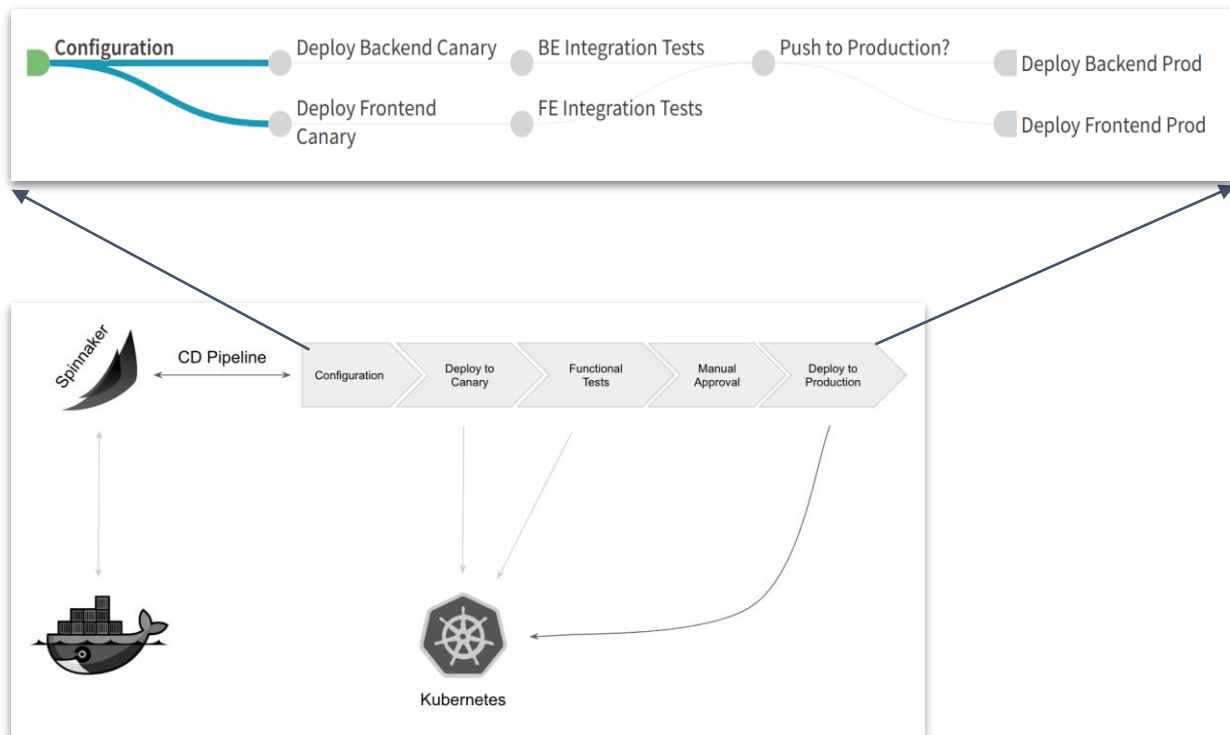 Configuration
Deploy Backend Canary
BE Integration Tests
Push to Production?
Deploy Backend Prod
Deploy Frontend
Canary
FE Integration Tests
Deploy Frontend Prod
Spinnaker
CD Pipeline
Configuration
Deploy to
Canary
Functional
Tests
Manual
Approval
Deploy to
Production
Kubernetes